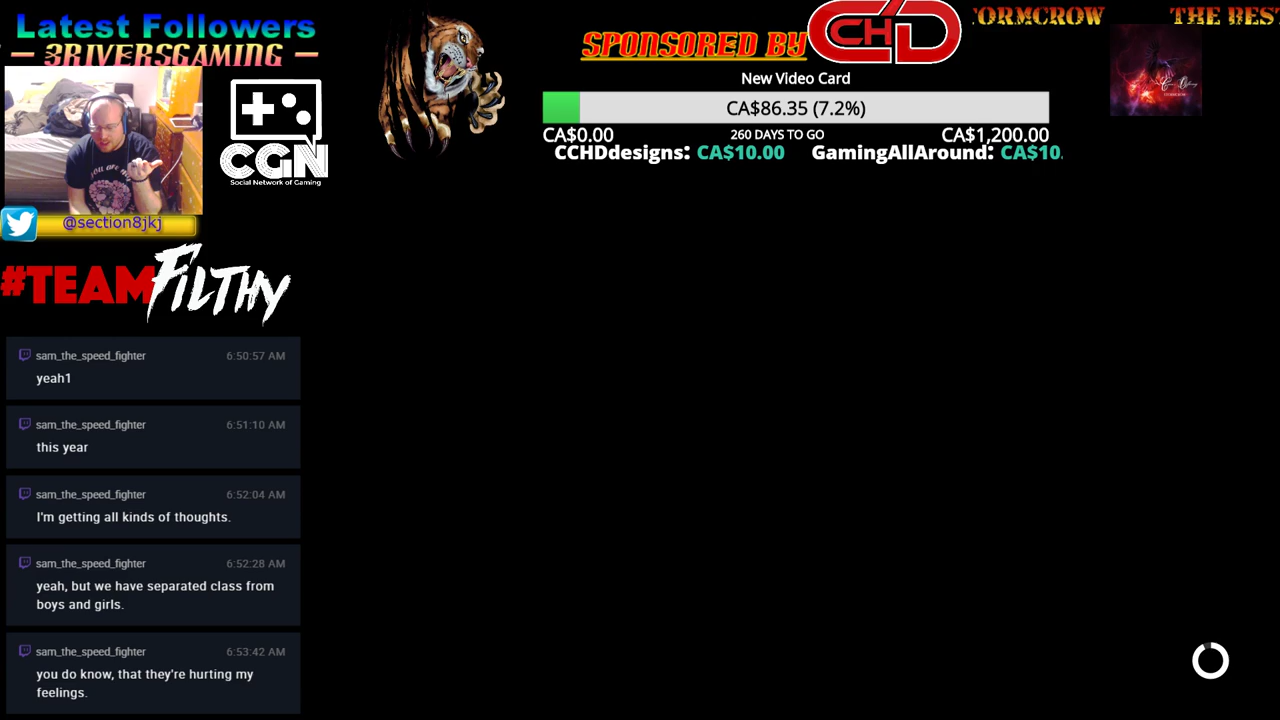 Latest Followers
— 3RIVERSGAMING —
CGN
Social Network of Gaming
@section8jkj
#TEAMFILTHY
sam_the_speed_fighter 6:50:57 AM
yeah1
sam_the_speed_fighter 6:51:10 AM
this year
sam_the_speed_fighter 6:52:04 AM
I'm getting all kinds of thoughts.
sam_the_speed_fighter 6:52:28 AM
yeah, but we have separated class from
boys and girls.
sam_the_speed_fighter 6:53:42 AM
you do know, that they're hurting my
feelings.
SPONSORED BY CHD
New Video Card
CA$86.35 (7.2%)
CA$0.00 260 DAYS TO GO CA$1,200.00
CCHDdesigns: CA$10.00 GamingAllAround: CA$10.
ORMCROW THE BES